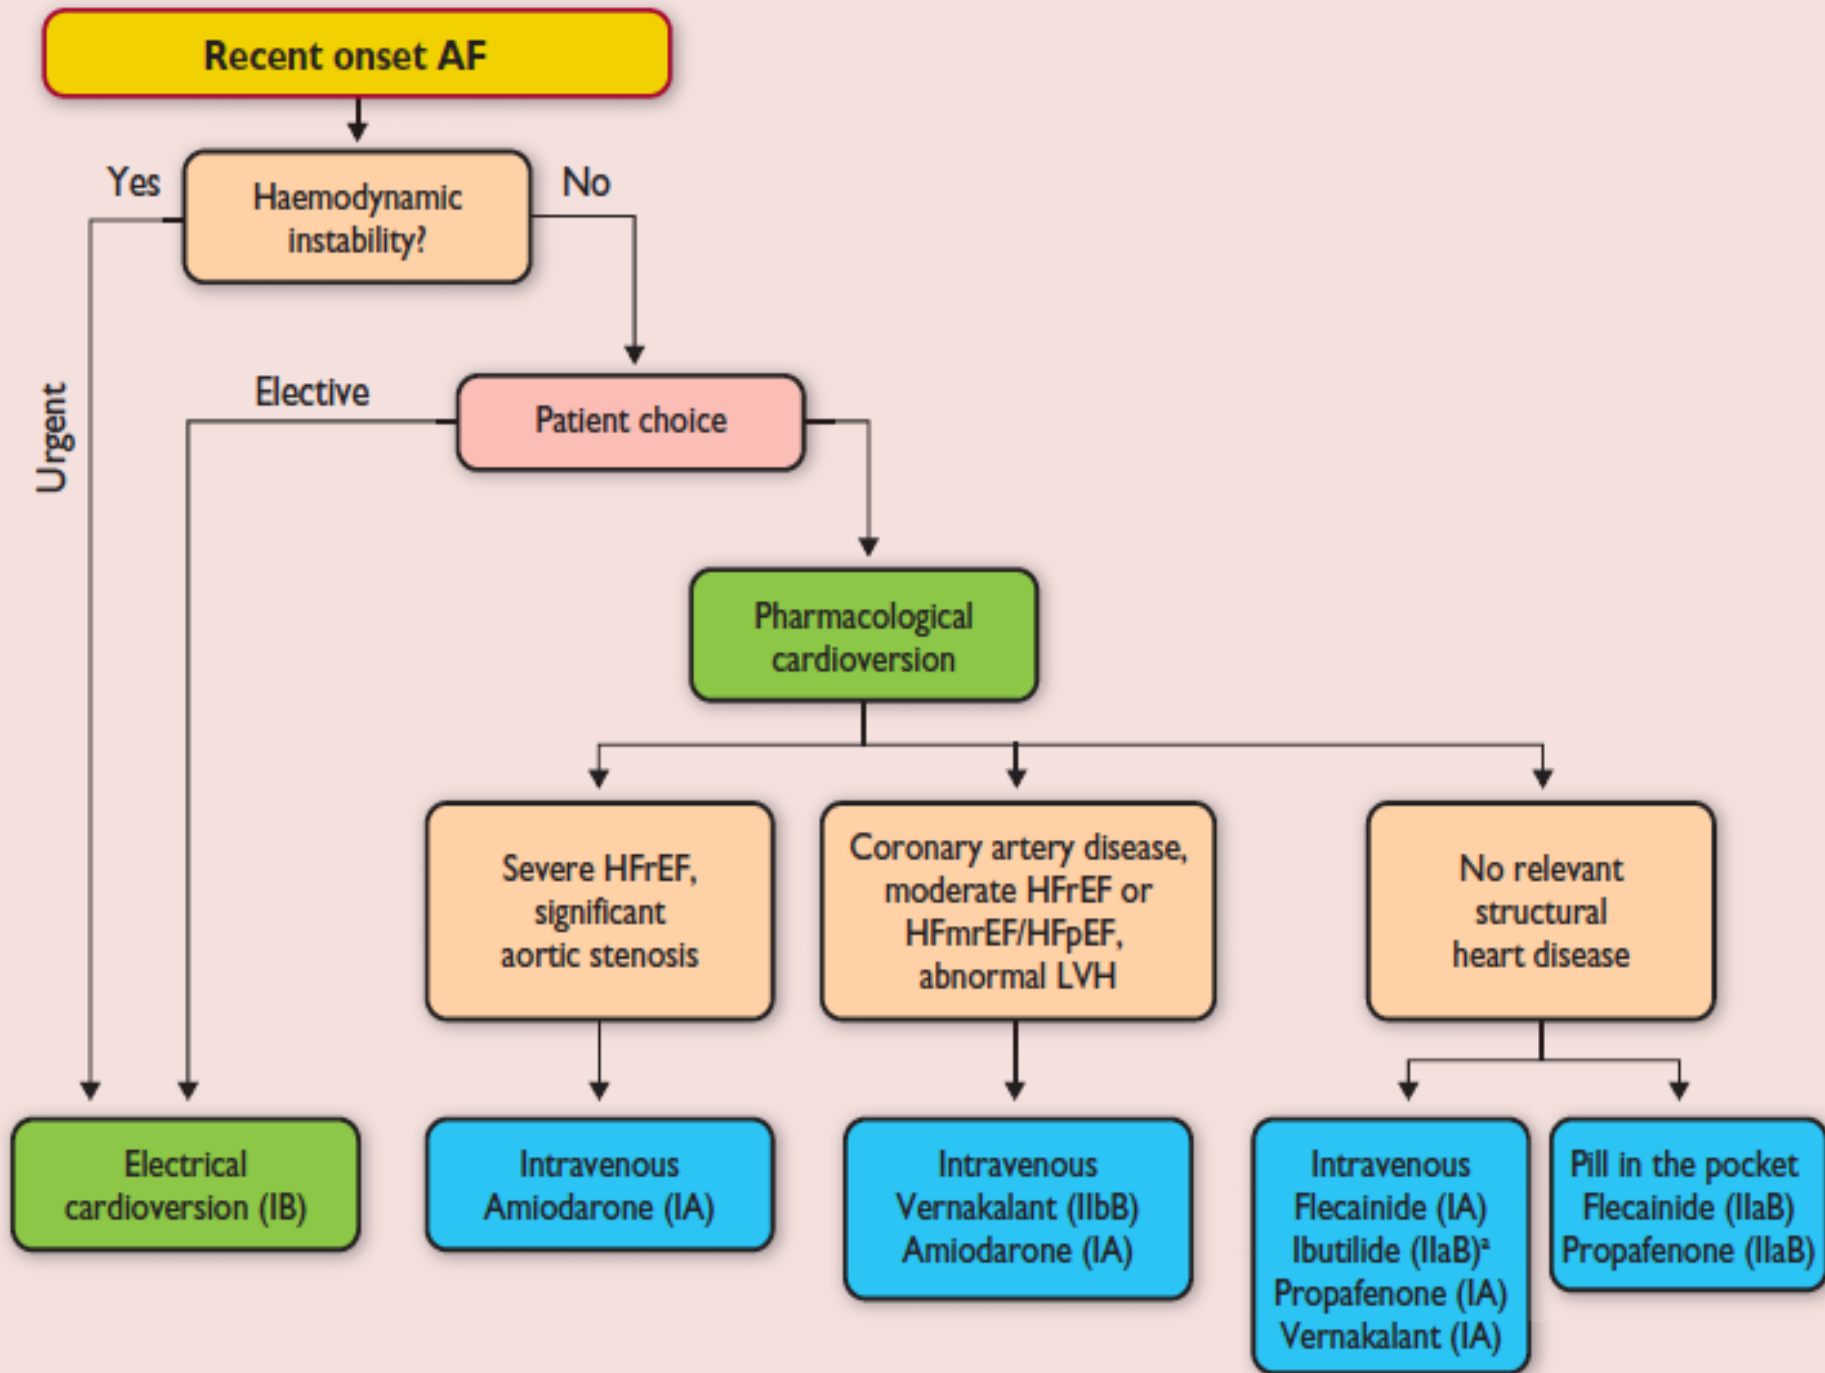 Recent onset AF
Yes
Haemodynamic
instability?
No
Urgent
Elective
Patient choice
Pharmacological
cardioversion
Severe HFrEF,
significant
aortic stenosis
Coronary artery disease,
moderate HFrEF or
HFmrEF/HFpEF,
abnormal LVH
No relevant
structural
heart disease
Electrical
cardioversion (IB)
Intravenous
Amiodarone (IA)
Intravenous
Vernakalant (IIbB)
Amiodarone (IA)
Intravenous
Flecainide (IA)
Ibutilide (IIaB)ª
Propafenone (IA)
Vernakalant (IA)
Pill in the pocket
Flecainide (IIaB)
Propafenone (IIaB)